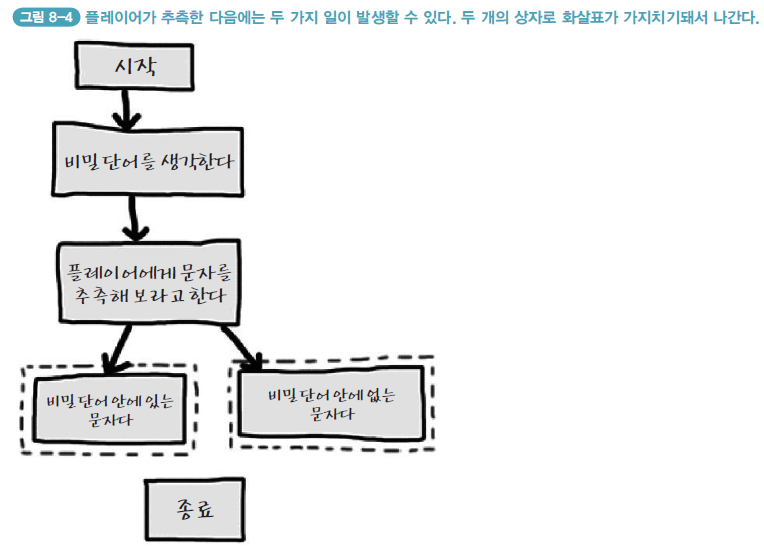 그림 8-4 플레이어가 추측한 다음에는 두 가지 일이 발생할 수 있다. 두 개의 상자로 화살표가 가지치기돼서 나간다.
시작
비밀 단어를 생각한다
플레이어에게 문자를
추측해 보라고 한다
비밀 단어 안에 있는
문자다
비밀 단어 안에 없는
문자다
종료